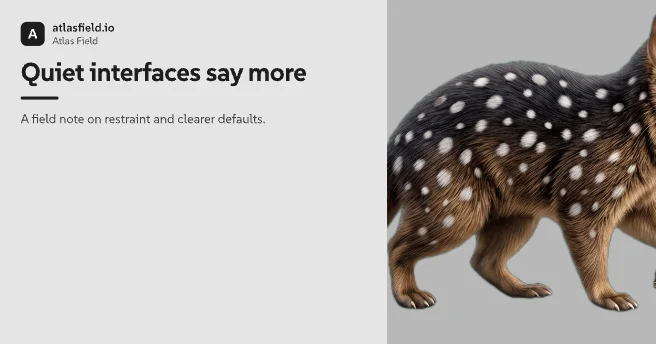 A
atlasfield.io
Atlas Field
Quiet interfaces say more
A field note on restraint and clearer defaults.